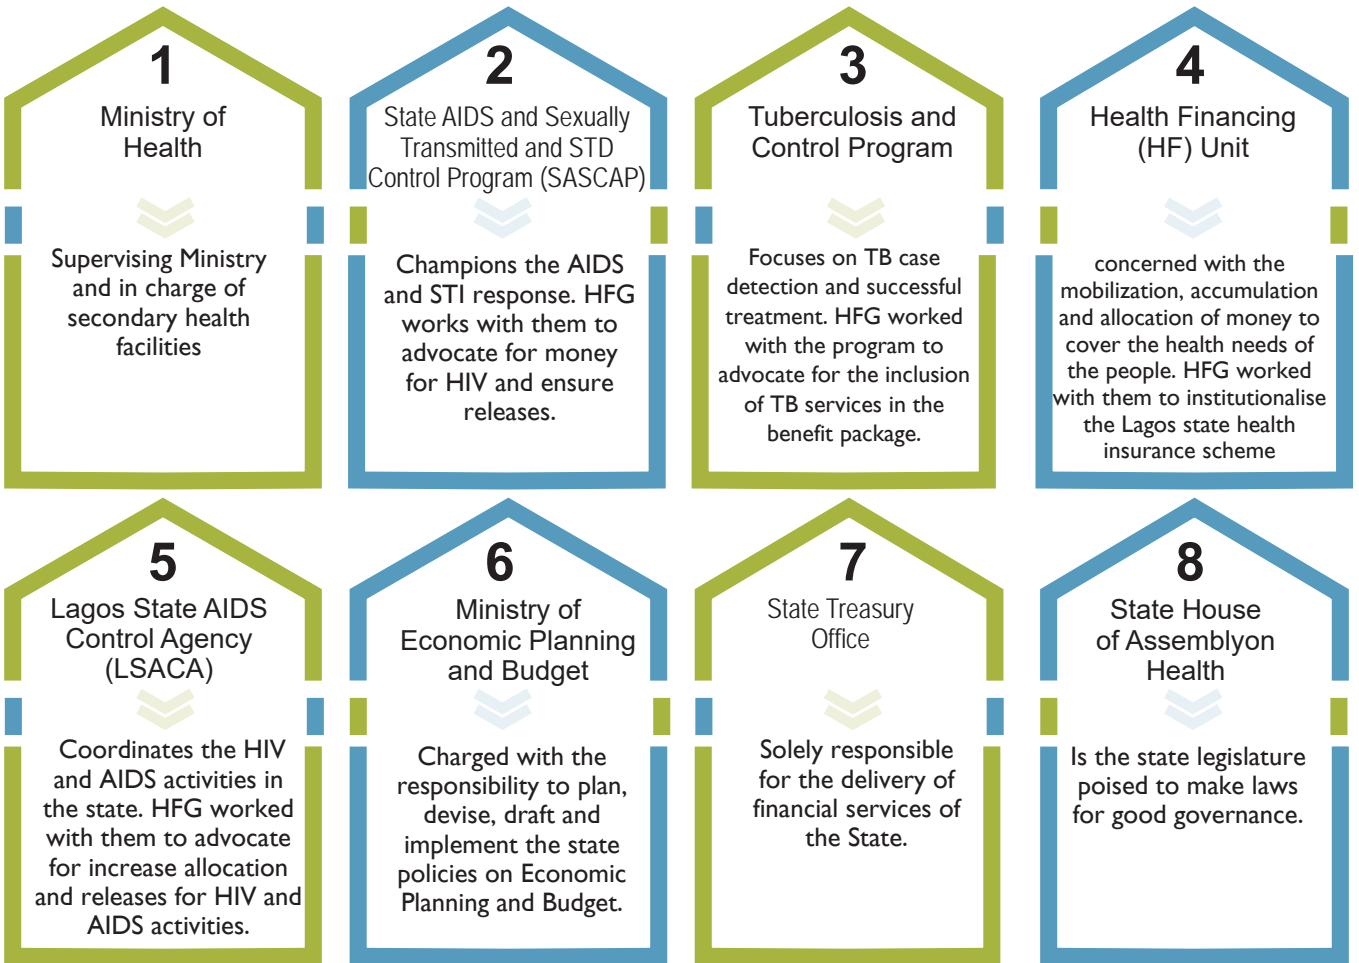 1
Ministry of
Health
Supervising Ministry
and in charge of
secondary health
facilities
2
State AIDS and Sexually
Transmitted and STD
Control Program (SASCAP)
Champions the AIDS
and STI response. HFG
works with them to
advocate for money
for HIV and ensure
releases.
3
Tuberculosis and
Control Program
Focuses on TB case
detection and successful
treatment. HFG worked
with the program to
advocate for the inclusion
of TB services in the
benefit package.
4
Health Financing
(HF) Unit
concerned with the
mobilization, accumulation
and allocation of money to
cover the health needs of
the people. HFG worked
with them to institutionalise
the Lagos state health
insurance scheme
5
Lagos State AIDS
Control Agency
(LSACA)
Coordinates the HIV
and AIDS activities in
the state. HFG worked
with them to advocate
for increase allocation
and releases for HIV and
AIDS activities.
6
Ministry of
Economic Planning
and Budget
Charged with the
responsibility to plan,
devise, draft and
implement the state
policies on Economic
Planning and Budget.
7
State Treasury
Office
Solely responsible
for the delivery of
financial services of
the State.
8
State House
of Assemblyon
Health
Is the state legislature
poised to make laws
for good governance.